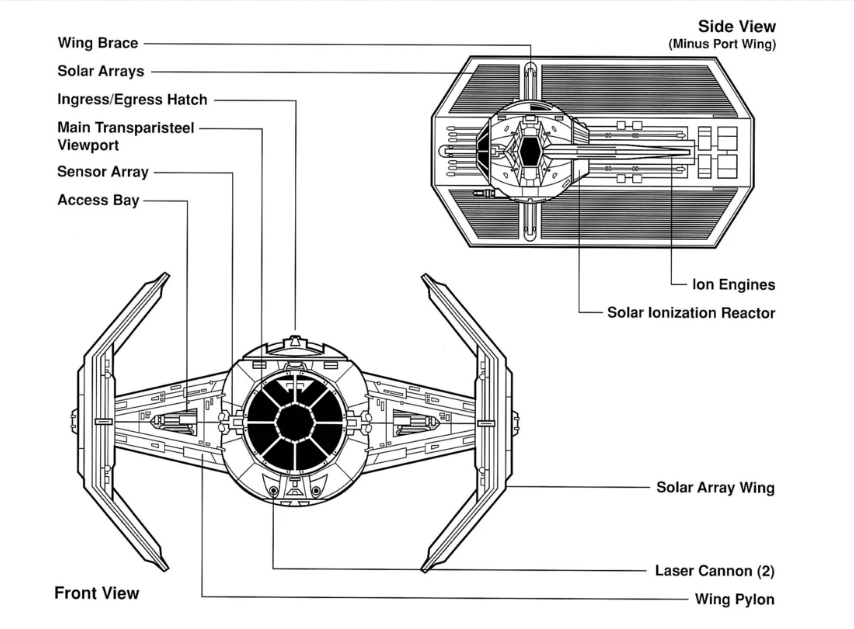 Side View
(Minus Port Wing)
Wing Brace
Solar Arrays
Ingress/Egress Hatch
Main Transparisteel
Viewport
Sensor Array
Access Bay
Ion Engines
Solar Ionization Reactor
Solar Array Wing
Laser Cannon (2)
Front View
Wing Pylon